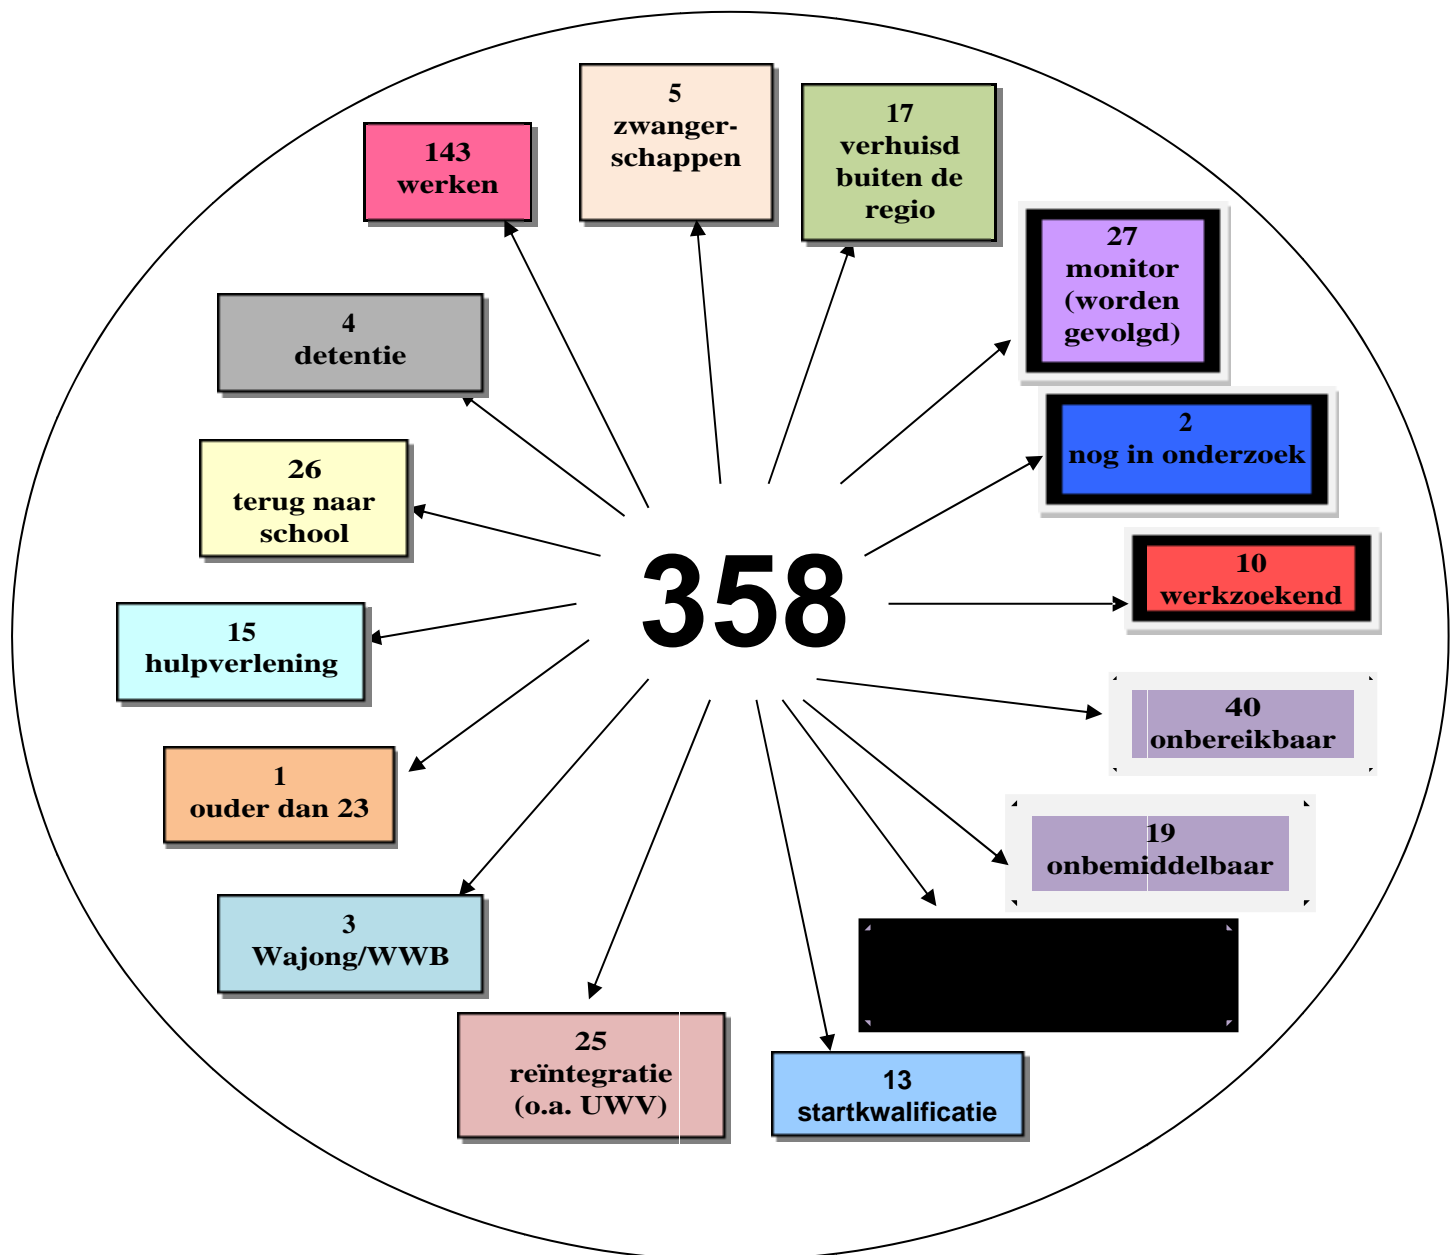 5
zwanger-
schappen
17
verhuisd
buiten de
regio
143
werken
27
monitor
(worden
gevolgd)
4
detentie
2
nog in onderzoek
26
terug naar
school
358
10
werkzoekend
15
hulpverlening
40
onbereikbaar
1
ouder dan 23
19
onbemiddelbaar
3
Wajong/WWB
25
reïntegratie
(o.a. UWV)
13
startkwalificatie